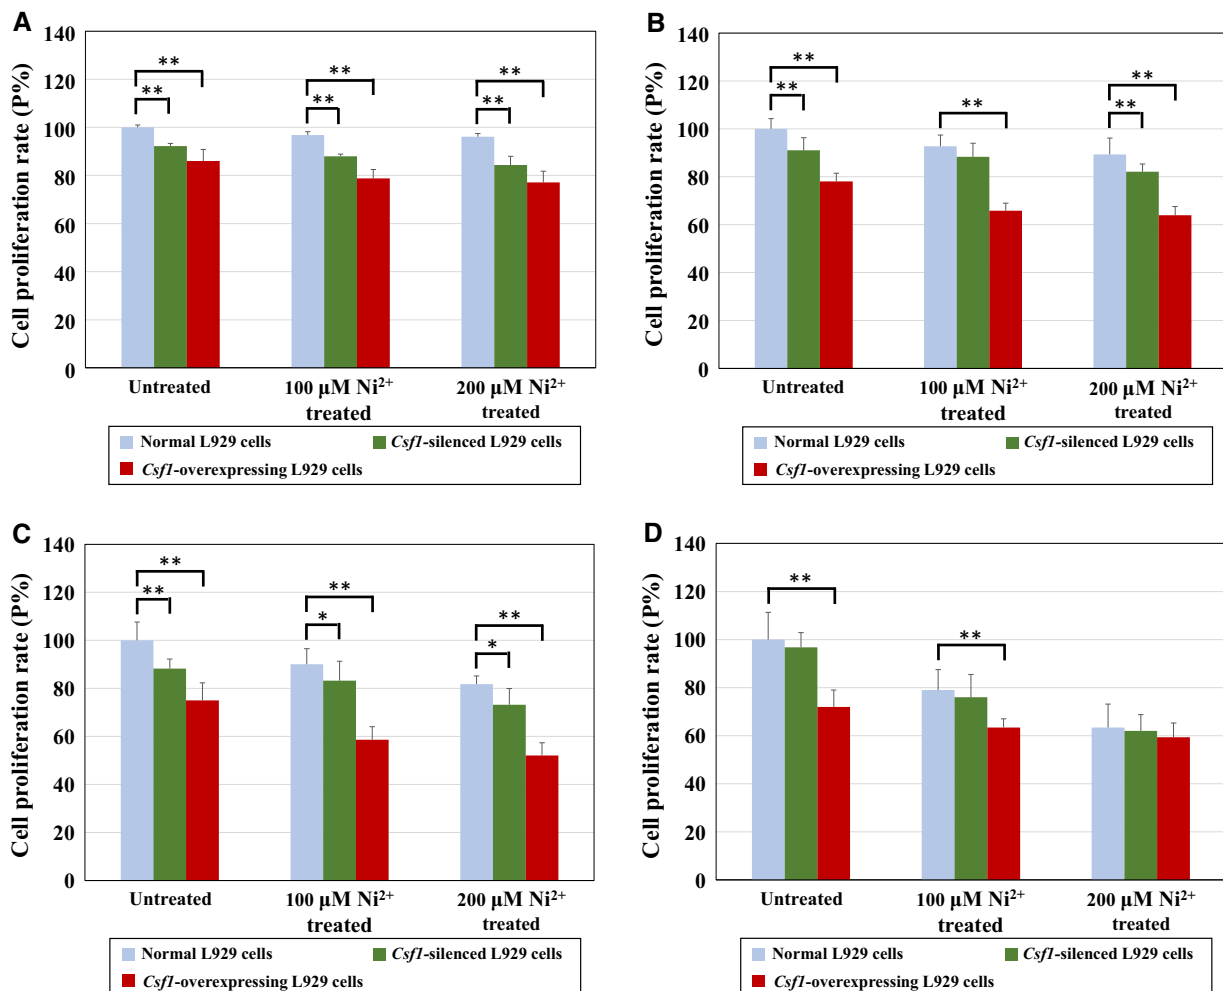 A
Cell proliferation rate (P%)
140
120
100
80
60
40
20
0
** ** ** ** ** **
Untreated
100 μM Ni²⁺
treated
200 μM Ni²⁺
treated
Normal L929 cells
Csf1-silenced L929 cells
Csf1-overexpressing L929 cells
B
Cell proliferation rate (P%)
140
120
100
80
60
40
20
0
** ** ** ** **
Untreated
100 μM Ni²⁺
treated
200 μM Ni²⁺
treated
Normal L929 cells
Csf1-silenced L929 cells
Csf1-overexpressing L929 cells
C
Cell proliferation rate (P%)
140
120
100
80
60
40
20
0
** ** ** * ** *
Untreated
100 μM Ni²⁺
treated
200 μM Ni²⁺
treated
Normal L929 cells
Csf1-silenced L929 cells
Csf1-overexpressing L929 cells
D
Cell proliferation rate (P%)
140
120
100
80
60
40
20
0
** **
Untreated
100 μM Ni²⁺
treated
200 μM Ni²⁺
treated
Normal L929 cells
Csf1-silenced L929 cells
Csf1-overexpressing L929 cells